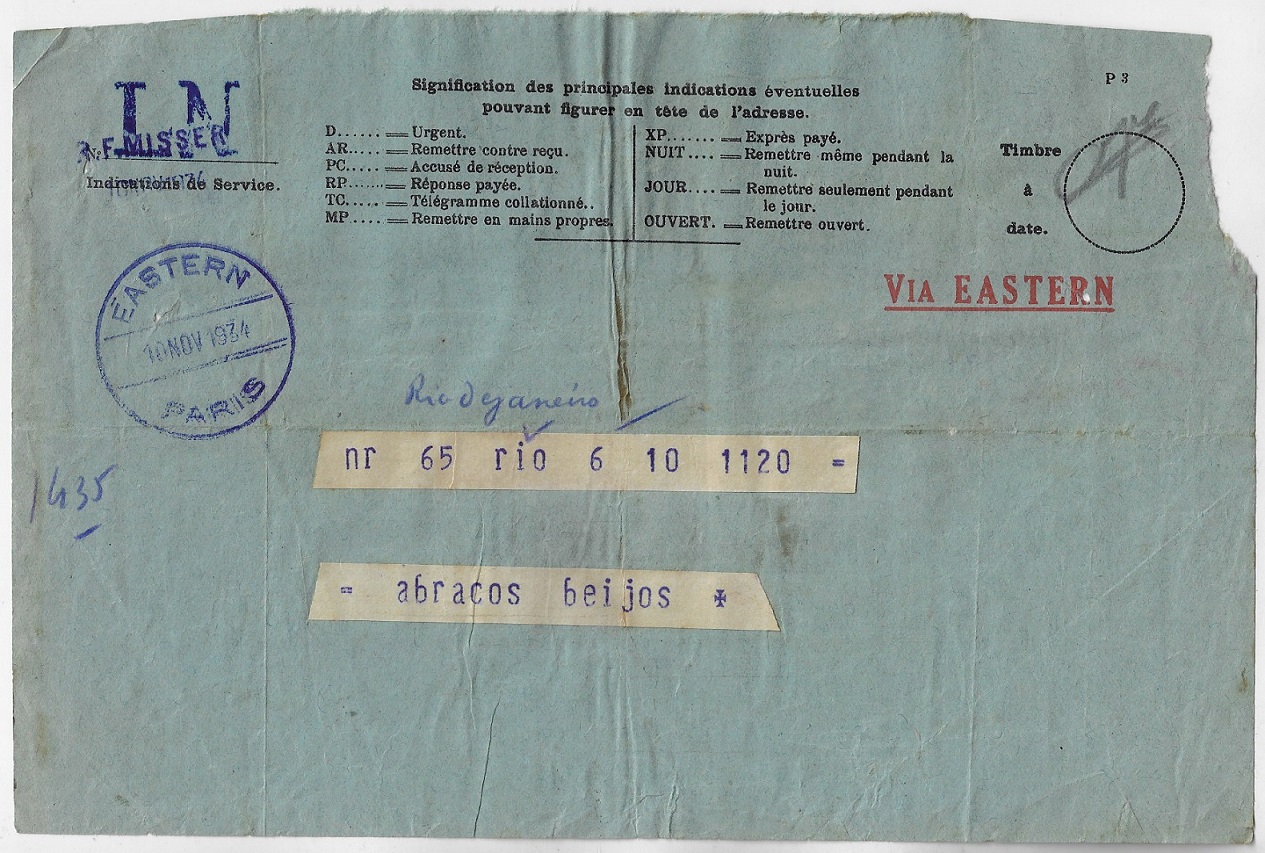 P 3
Signification des principales indications éventuelles
pouvant figurer en tête de l'adresse.
LN
F. MISSER
N°
Indications de Service.
D...... = Urgent.
AR..... = Remettre contre reçu.
PC..... = Accusé de réception.
RP...... = Réponse payée.
TC..... = Télégramme collationné..
MP..... = Remettre en mains propres.
XP....... = Exprès payé.
NUIT.... = Remettre même pendant la
nuit.
JOUR.... = Remettre seulement pendant
le jour.
OUVERT. = Remettre ouvert.
Timbre
à
date.
VIA EASTERN
EASTERN
10 NOV 1934
PARIS
Rio de janeiro
nr 65 rio 6 10 1120 =
1435
= abracos beijos ✠